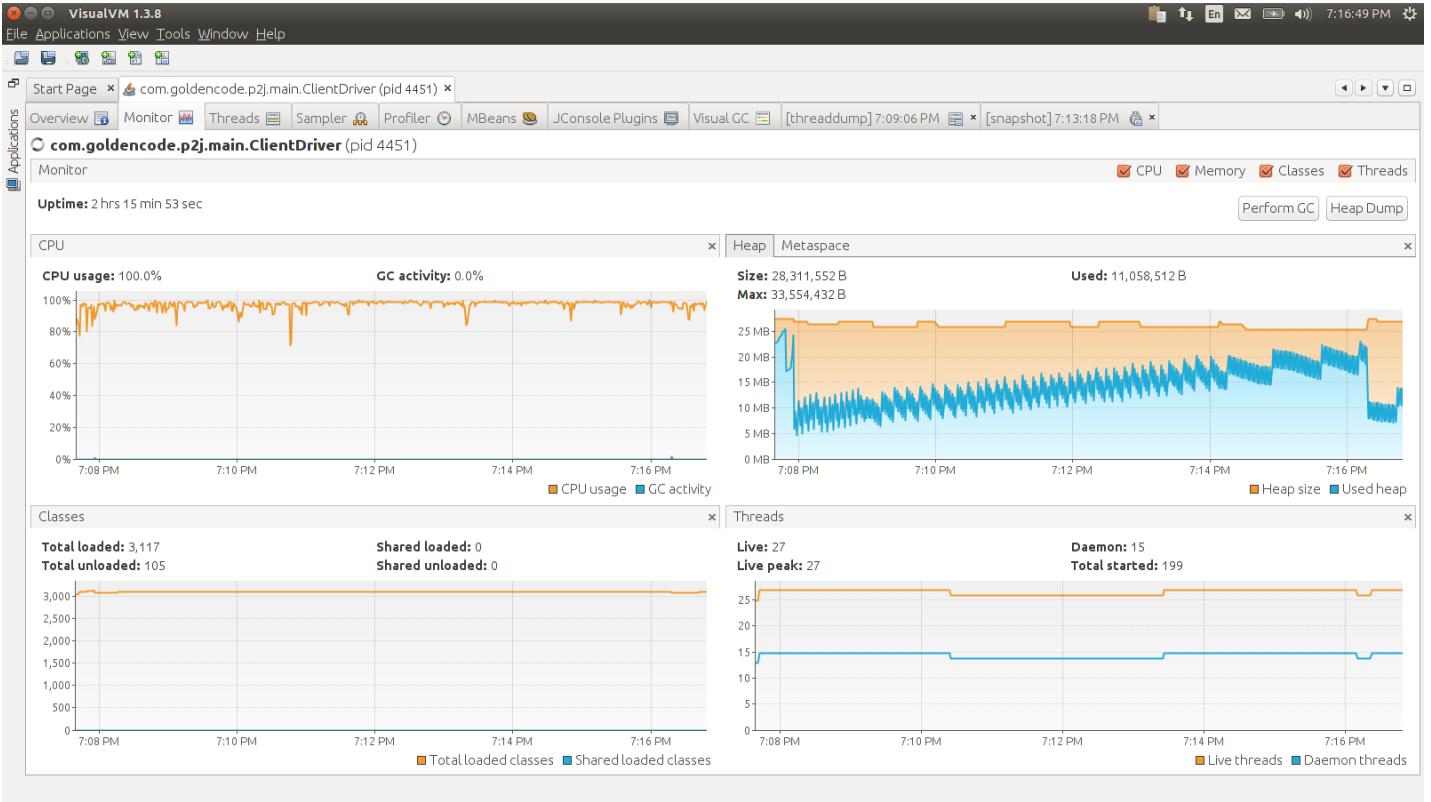 VisualVM 1.3.8
En
7:16:49 PM
File Applications View Tools Window Help
Start Page × com.goldencode.p2j.main.ClientDriver (pid 4451) ×
Applications
Overview Monitor Threads Sampler Profiler MBeans JConsole Plugins Visual GC [threaddump] 7:09:06 PM × [snapshot] 7:13:18 PM ×
com.goldencode.p2j.main.ClientDriver (pid 4451)
Monitor
CPU Memory Classes Threads
Uptime: 2 hrs 15 min 53 sec
Perform GC Heap Dump
CPU ×
CPU usage: 100.0% GC activity: 0.0%
100%
80%
60%
40%
20%
0%
7:08 PM 7:10 PM 7:12 PM 7:14 PM 7:16 PM
CPU usage GC activity
Heap Metaspace ×
Size: 28,311,552 B Used: 11,058,512 B
Max: 33,554,432 B
25 MB
20 MB
15 MB
10 MB
5 MB
0 MB
7:08 PM 7:10 PM 7:12 PM 7:14 PM 7:16 PM
Heap size Used heap
Classes ×
Total loaded: 3,117 Shared loaded: 0
Total unloaded: 105 Shared unloaded: 0
3,000
2,500
2,000
1,500
1,000
500
0
7:08 PM 7:10 PM 7:12 PM 7:14 PM 7:16 PM
Total loaded classes Shared loaded classes
Threads ×
Live: 27 Daemon: 15
Live peak: 27 Total started: 199
25
20
15
10
5
0
7:08 PM 7:10 PM 7:12 PM 7:14 PM 7:16 PM
Live threads Daemon threads